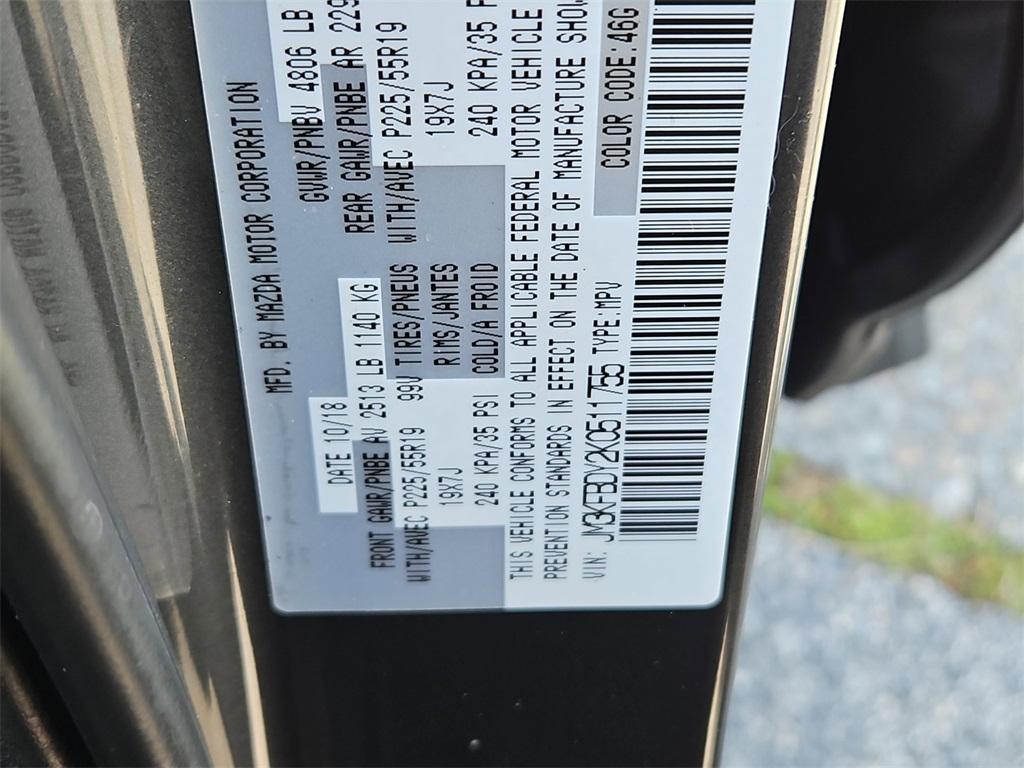 MFD. BY MAZDA MOTOR CORPORATION
DATE 10/18
GVWR/PNBV 4806 LB
FRONT GAWR/PNBE AV 2513 LB 1140 KG
REAR GAWR/PNBE AR 229
WITH/AVEC P225/55R19 99V TIRES/PNEUS WITH/AVEC P225/55R19
19X7J RIMS/JANTES 19X7J
240 KPA/35 PSI COLD/A FROID 240 KPA/35 P
THIS VEHICLE CONFORMS TO ALL APPLICABLE FEDERAL MOTOR VEHICLE
PREVENTION STANDARDS IN EFFECT ON THE DATE OF MANUFACTURE SHOW
VIN: JM3KFBDY2K0511755 TYPE:MPV COLOR CODE:46G